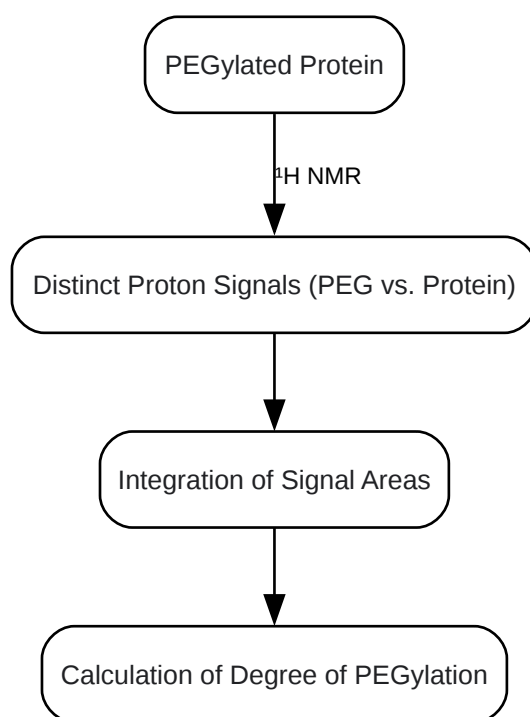 PEGylated Protein
¹H NMR
Distinct Proton Signals (PEG vs. Protein)
Integration of Signal Areas
Calculation of Degree of PEGylation